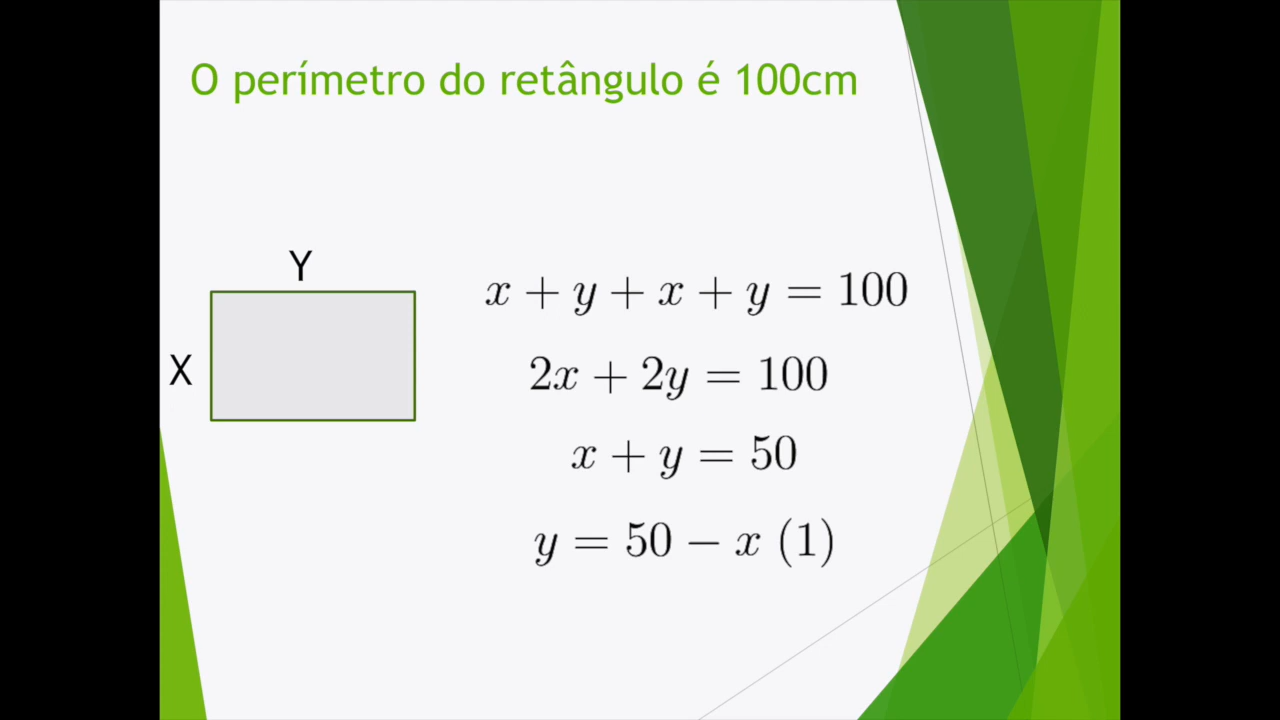 O perímetro do retângulo é 100cm
Y
X
x + y + x + y = 100
2x + 2y = 100
x + y = 50
y = 50 − x (1)